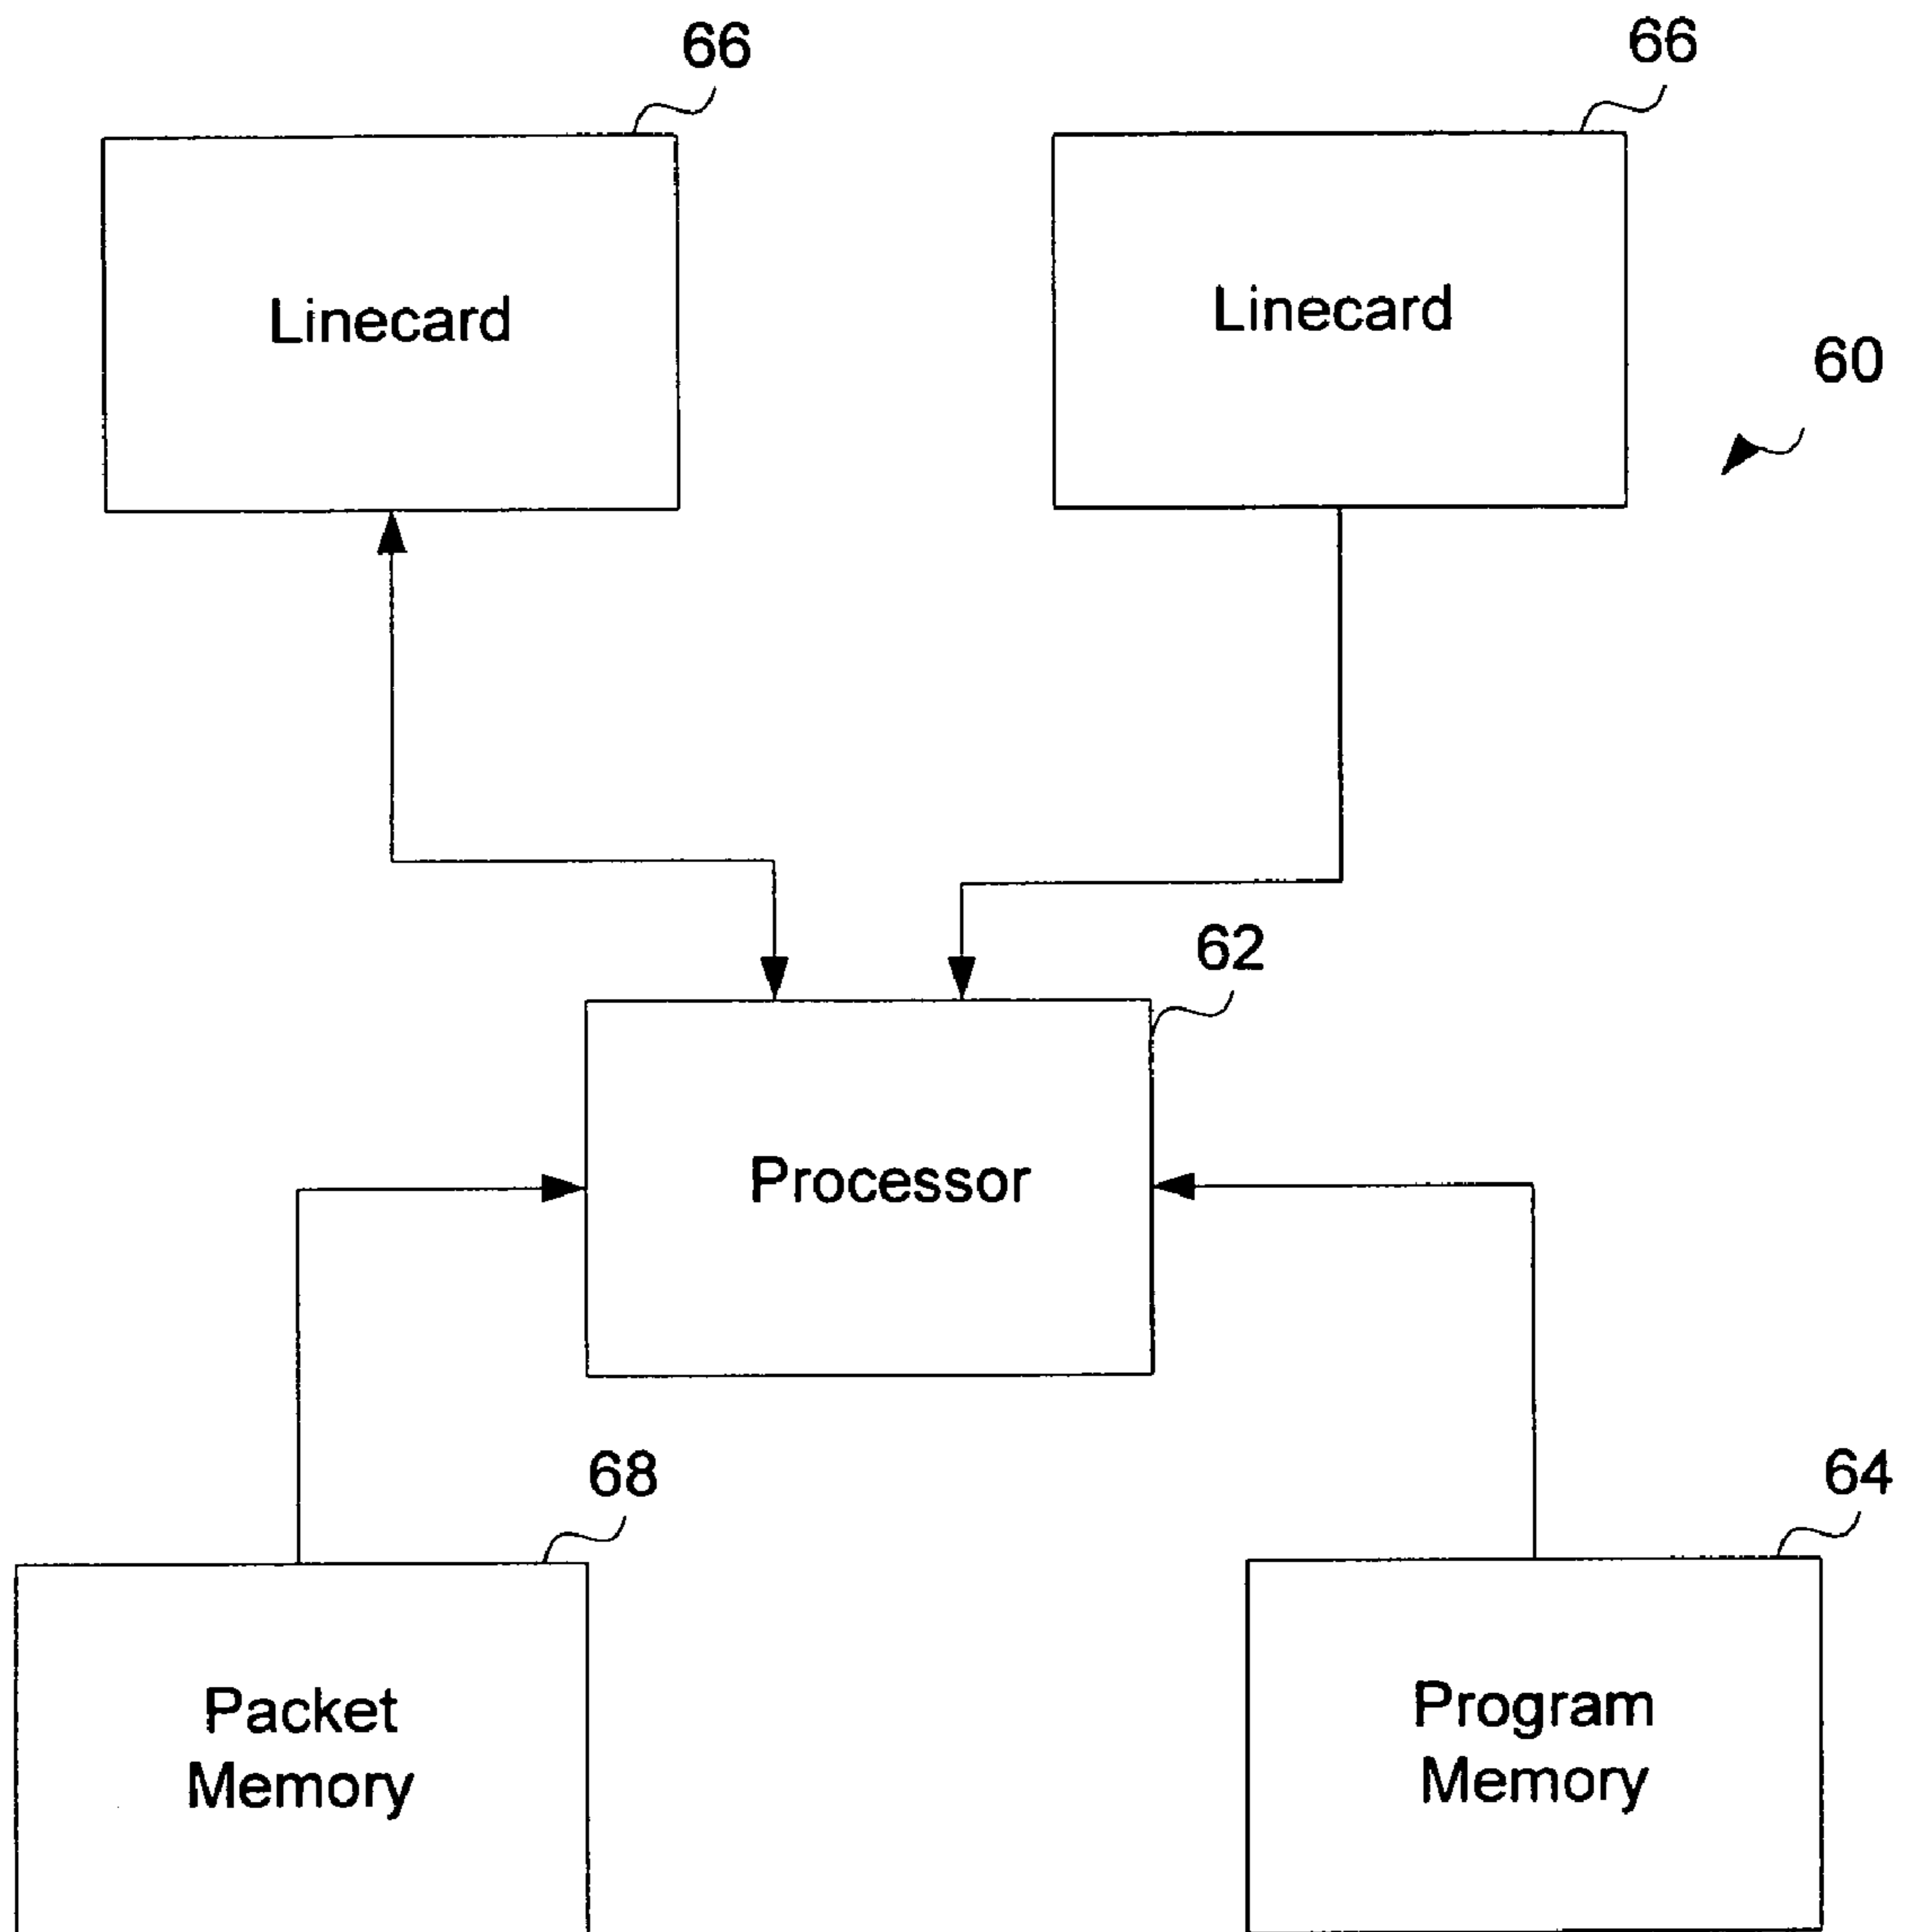 66
66
Linecard
Linecard
60
62
Processor
68
64
Packet
Memory
Program
Memory